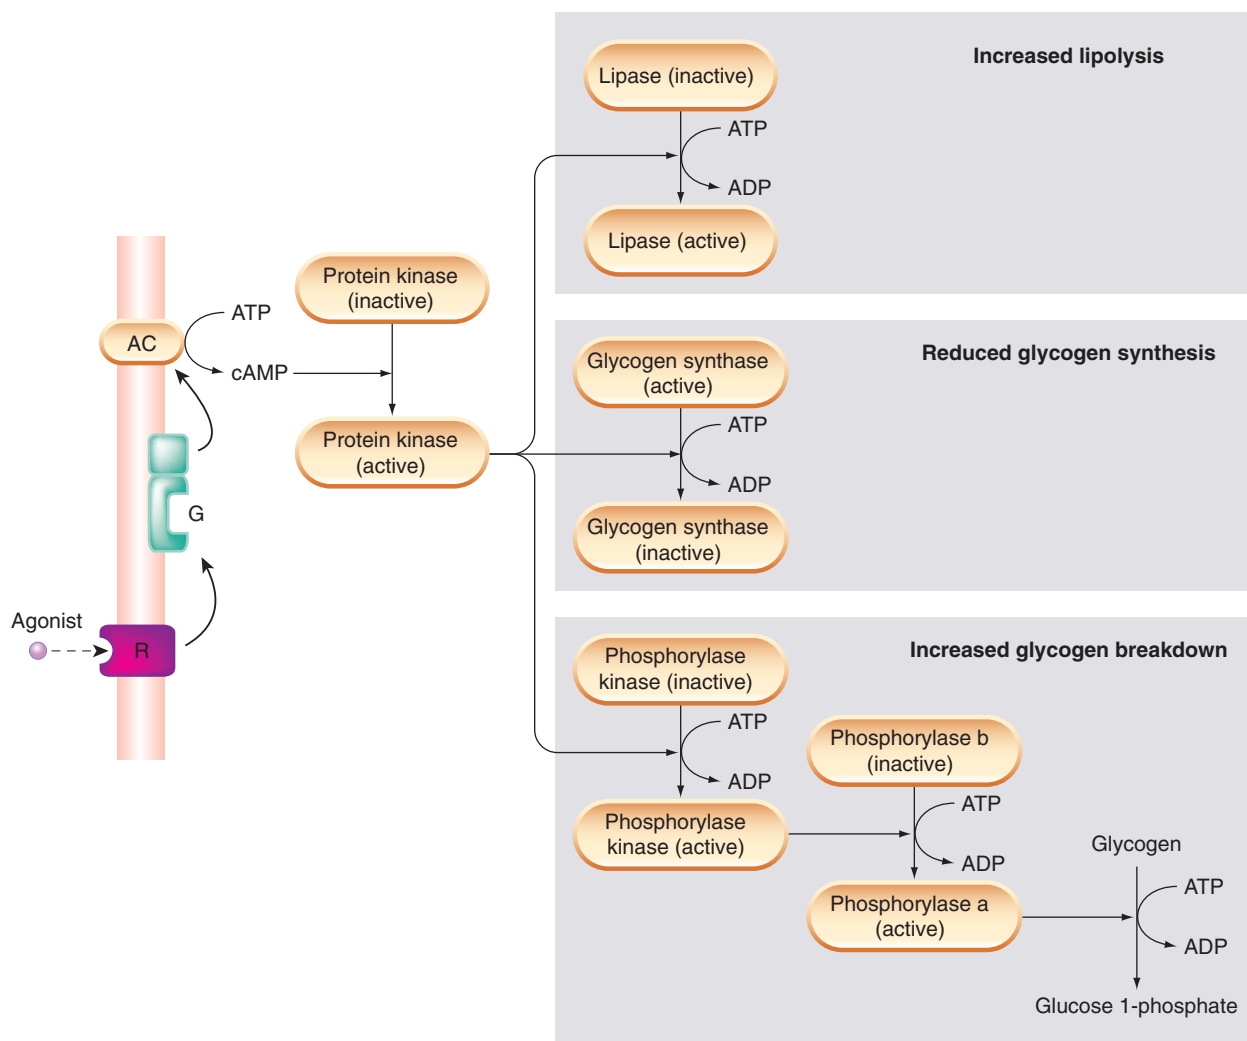 Increased lipolysis
Lipase (inactive)
ATP
ADP
Lipase (active)
Protein kinase
(inactive)
ATP
AC
cAMP
Protein kinase
(active)
G
Agonist
R
Reduced glycogen synthesis
Glycogen synthase
(active)
ATP
ADP
Glycogen synthase
(inactive)
Increased glycogen breakdown
Phosphorylase
kinase (inactive)
ATP
ADP
Phosphorylase
kinase (active)
Phosphorylase b
(inactive)
ATP
ADP
Phosphorylase a
(active)
Glycogen
ATP
ADP
Glucose 1-phosphate